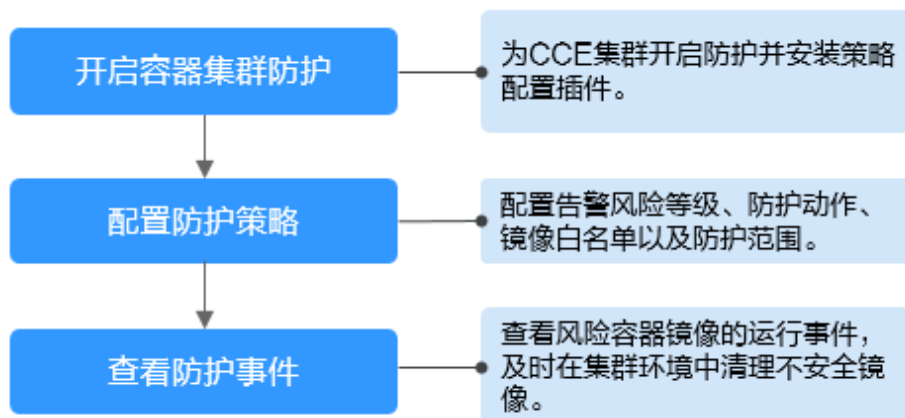 开启容器集群防护
为CCE集群开启防护并安装策略
配置插件。
配置防护策略
配置告警风险等级、防护动作、
镜像白名单以及防护范围。
查看防护事件
查看风险容器镜像的运行事件，
及时在集群环境中清理不安全镜
像。